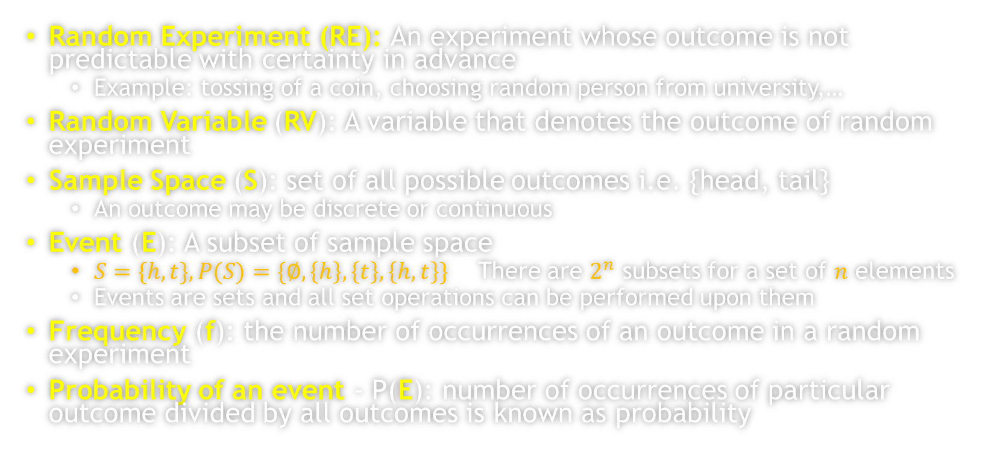 • Random Experiment (RE): An experiment whose outcome is not
predictable with certainty in advance
• Example: tossing of a coin, choosing random person from university,…
• Random Variable (RV): A variable that denotes the outcome of random
experiment
• Sample Space (S): set of all possible outcomes i.e. {head, tail}
• An outcome may be discrete or continuous
• Event (E): A subset of sample space
• S = {h, t}, P(S) = {∅, {h}, {t}, {h, t}} There are 2ⁿ subsets for a set of n elements
• Events are sets and all set operations can be performed upon them
• Frequency (f): the number of occurrences of an outcome in a random
experiment
• Probability of an event - P(E): number of occurrences of particular
outcome divided by all outcomes is known as probability